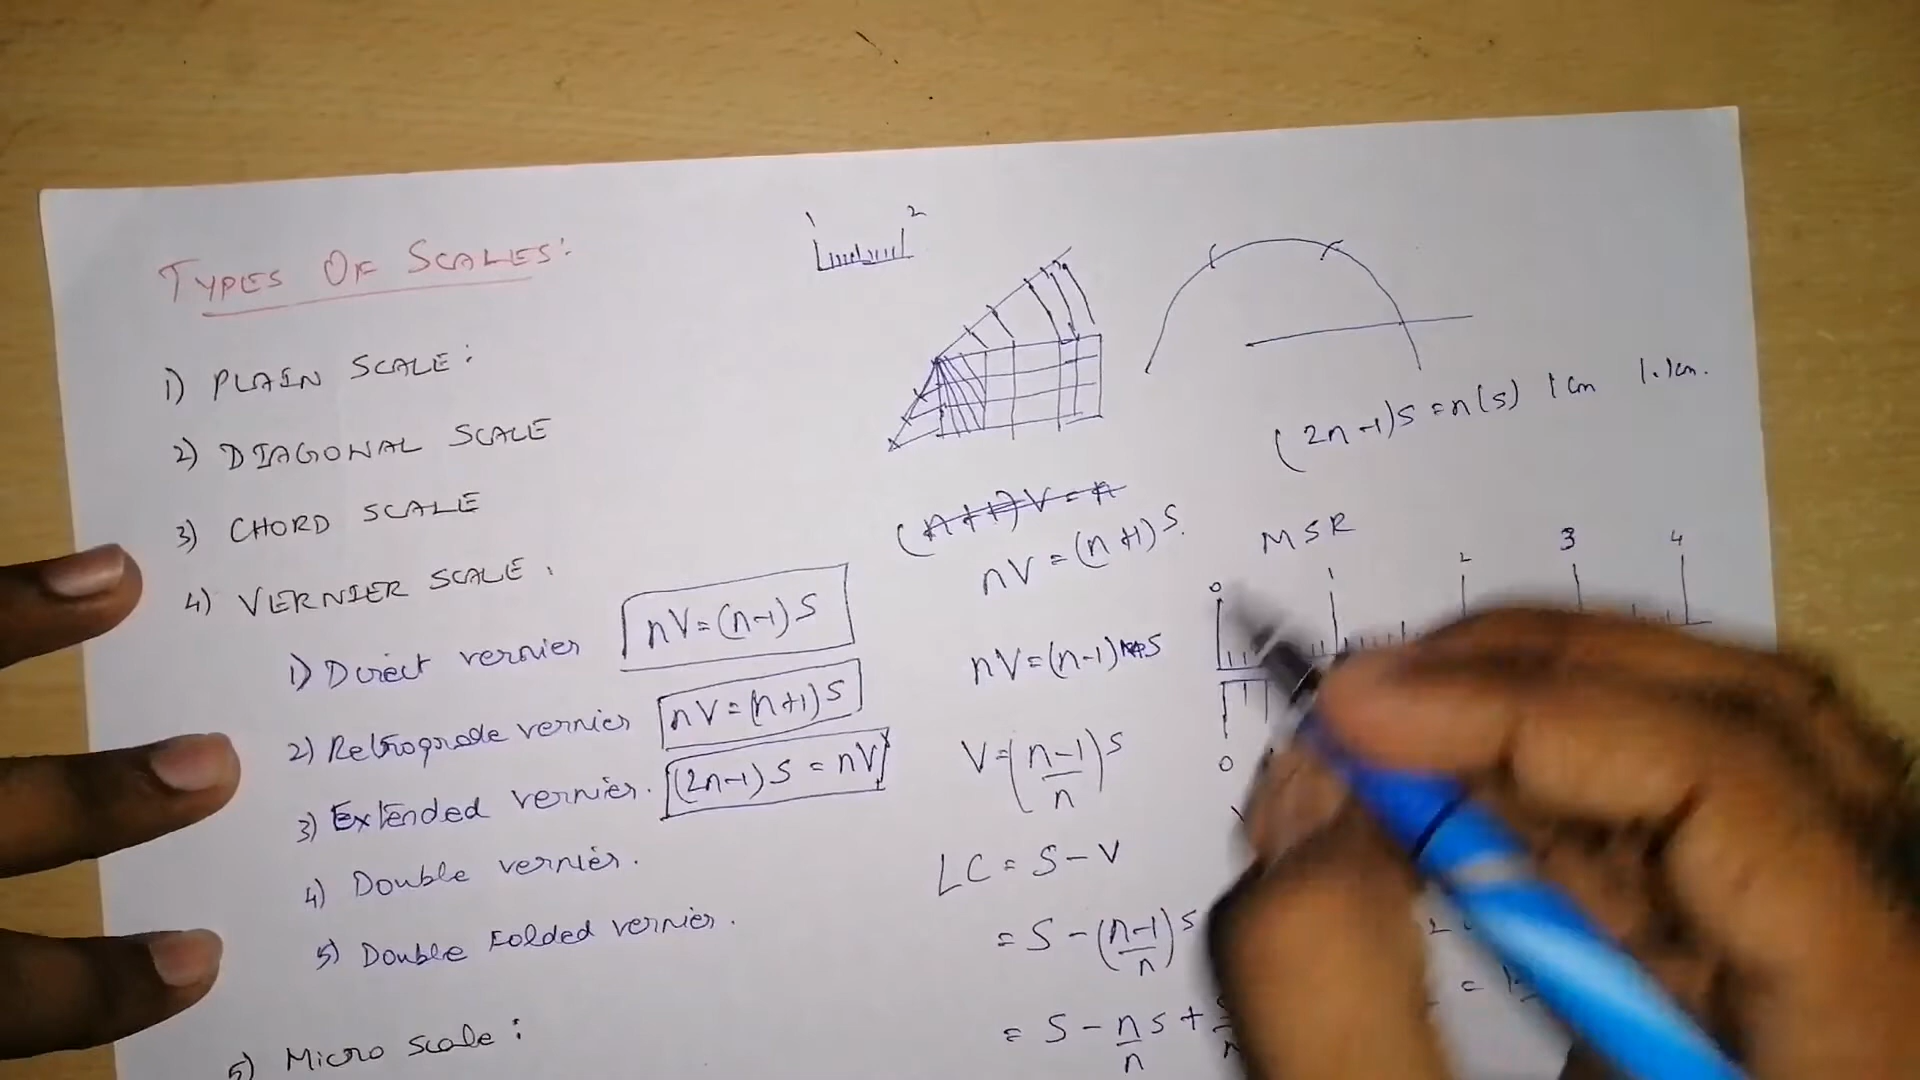 TYPES OF SCALES:
1) PLAIN SCALE:
2) DIAGONAL SCALE
3) CHORD SCALE
4) VERNIER SCALE.
1) Direct vernier nV=(n-1)S
2) Retrograde vernier nV=(n+1)S
3) Extended vernier. (2n-1)S=nV
4) Double vernier.
5) Double Folded vernier.
5) Micro scale:
1 2
(2n-1)S=n(s) 1cm 1.1cm.
(n+1)V=n
nV=(n+1)S.
nV=(n-1)S
V=(n-1/n)S
LC=S-V
=S-(n-1/n)S
=S-n/n S+
MSR
0 1 2 3 4
0